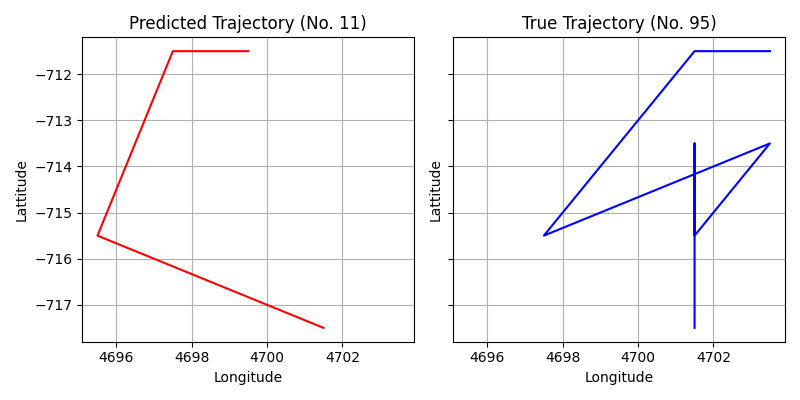 Predicted Trajectory (No. 11)
True Trajectory (No. 95)
−712
−713
−714
−715
−716
−717
Lattitude
Lattitude
4696 4698 4700 4702
4696 4698 4700 4702
Longitude
Longitude